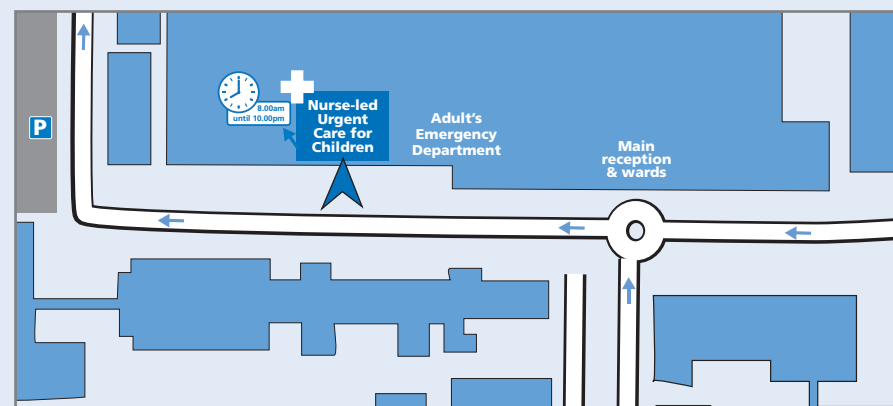 8.00am
until 10.00pm
Nurse-led
Urgent
Care for
Children
Adult's
Emergency
Department
Main
reception
& wards
P